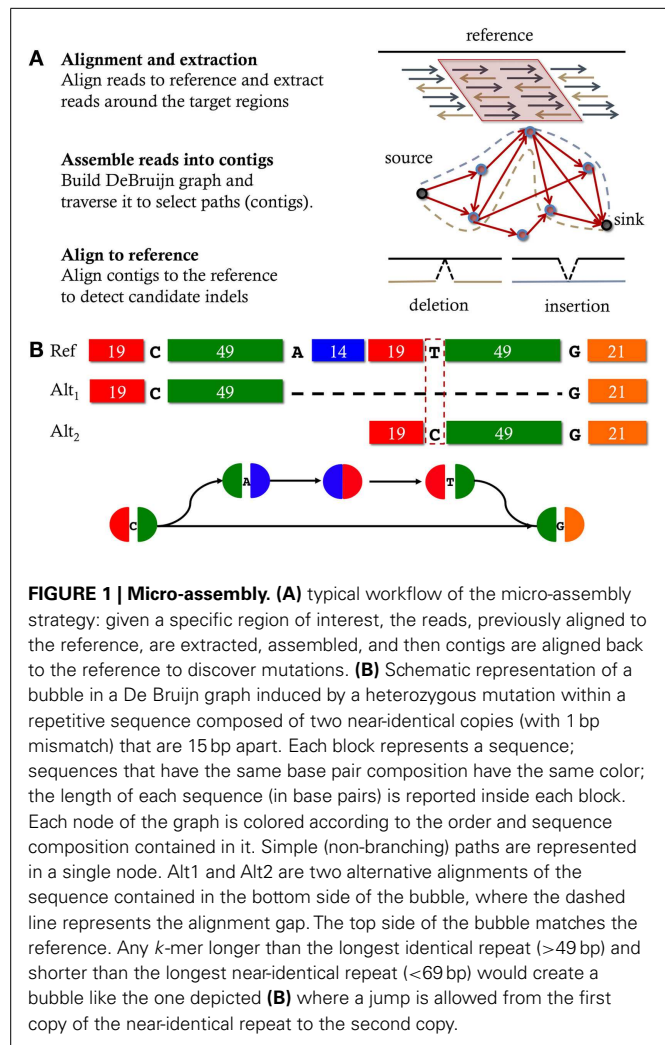 reference
A Alignment and extraction
Align reads to reference and extract
reads around the target regions
Assemble reads into contigs
Build DeBruijn graph and
traverse it to select paths (contigs).
source
sink
Align to reference
Align contigs to the reference
to detect candidate indels
deletion insertion
B Ref 19 C 49 A 14 19 T 49 G 21
Alt1 19 C 49 G 21
Alt2 19 C 49 G 21
A T
C G
FIGURE 1 | Micro-assembly. (A) typical workflow of the micro-assembly
strategy: given a specific region of interest, the reads, previously aligned to
the reference, are extracted, assembled, and then contigs are aligned back
to the reference to discover mutations. (B) Schematic representation of a
bubble in a De Bruijn graph induced by a heterozygous mutation within a
repetitive sequence composed of two near-identical copies (with 1 bp
mismatch) that are 15 bp apart. Each block represents a sequence;
sequences that have the same base pair composition have the same color;
the length of each sequence (in base pairs) is reported inside each block.
Each node of the graph is colored according to the order and sequence
composition contained in it. Simple (non-branching) paths are represented
in a single node. Alt1 and Alt2 are two alternative alignments of the
sequence contained in the bottom side of the bubble, where the dashed
line represents the alignment gap. The top side of the bubble matches the
reference. Any k-mer longer than the longest identical repeat (>49 bp) and
shorter than the longest near-identical repeat (<69 bp) would create a
bubble like the one depicted (B) where a jump is allowed from the first
copy of the near-identical repeat to the second copy.